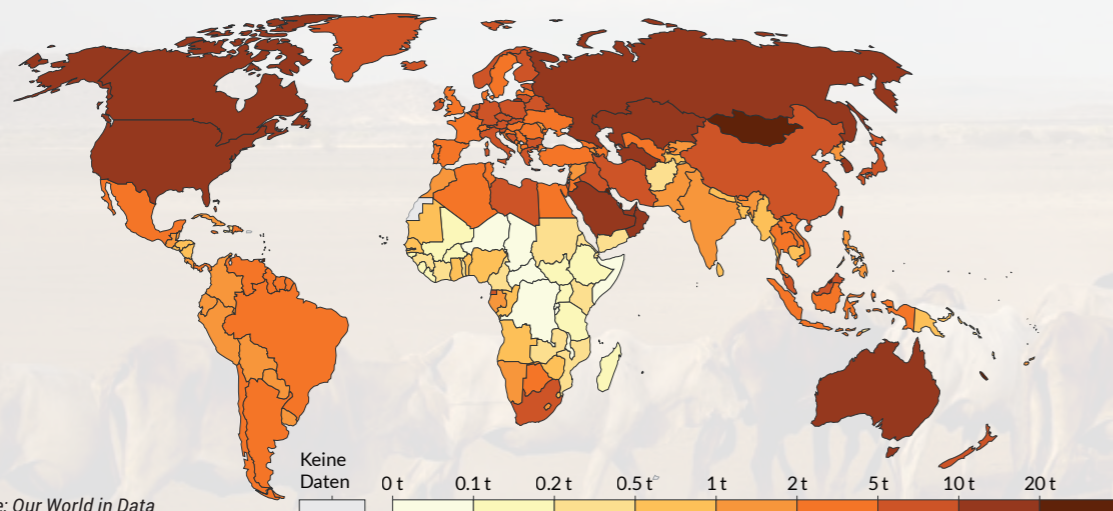 Keine
Daten
0 t
0.1 t
0.2 t
0.5 t
1 t
2 t
5 t
10 t
20 t
e: Our World in Data